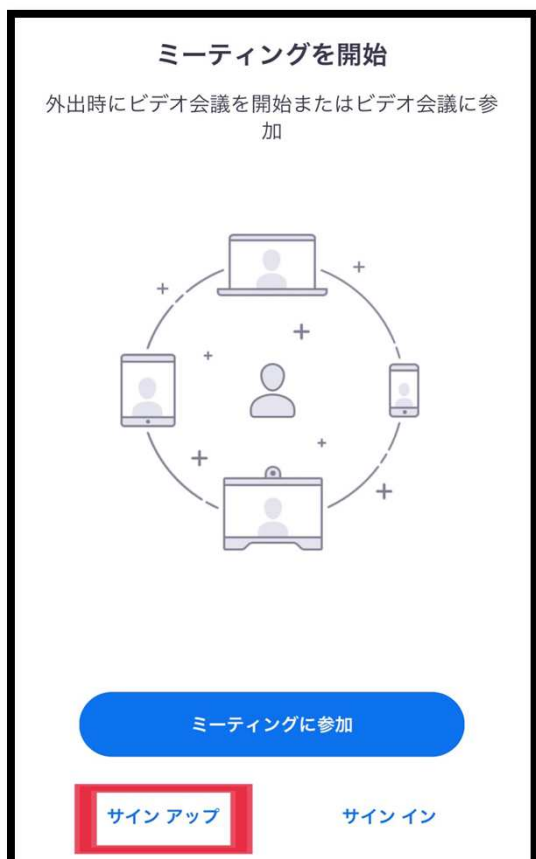 ミーティングを開始
外出時にビデオ会議を開始またはビデオ会議に参
加
ミーティングに参加
サイン アップ
サイン イン